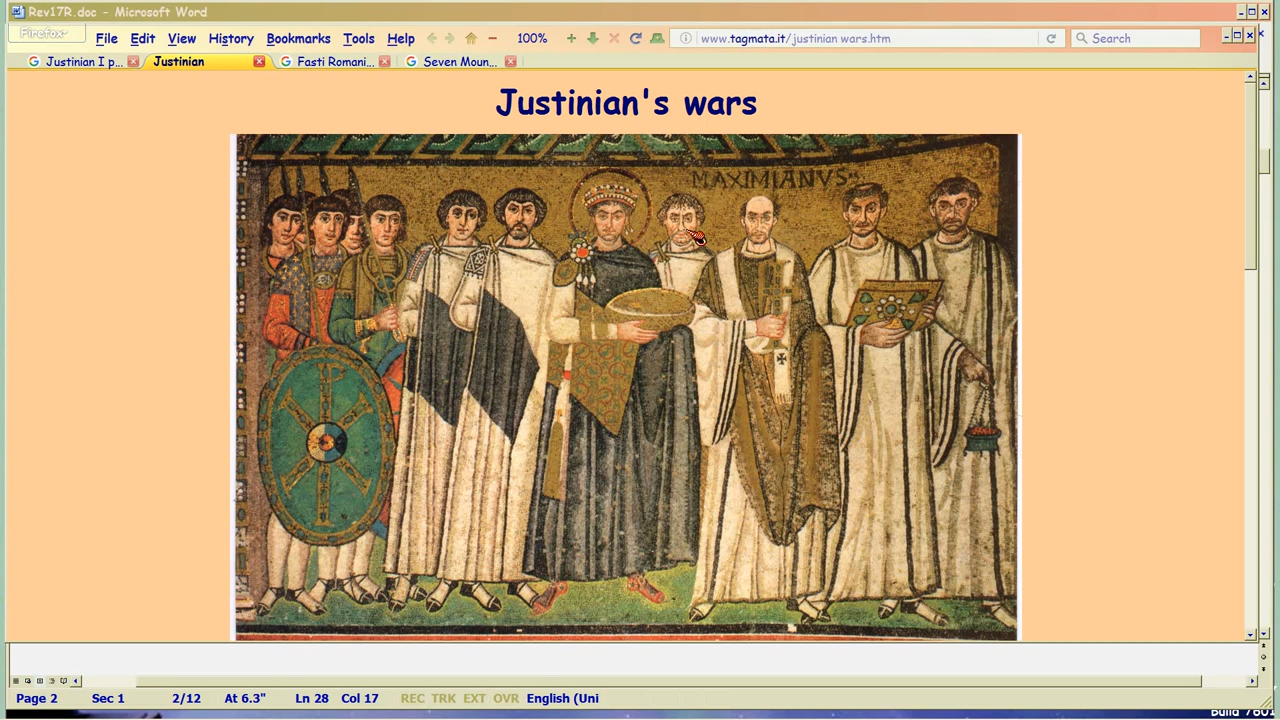 Rev17R.doc - Microsoft Word
Firefox
File Edit View History Bookmarks Tools Help 100% www.tagmata.it/justinian wars.htm Search
Justinian I p... Justinian Fasti Romani... Seven Moun...
Justinian's wars
MAXIMIANVS
Page 2 Sec 1 2/12 At 6.3" Ln 28 Col 17 REC TRK EXT OVR English (Uni
Build 7601